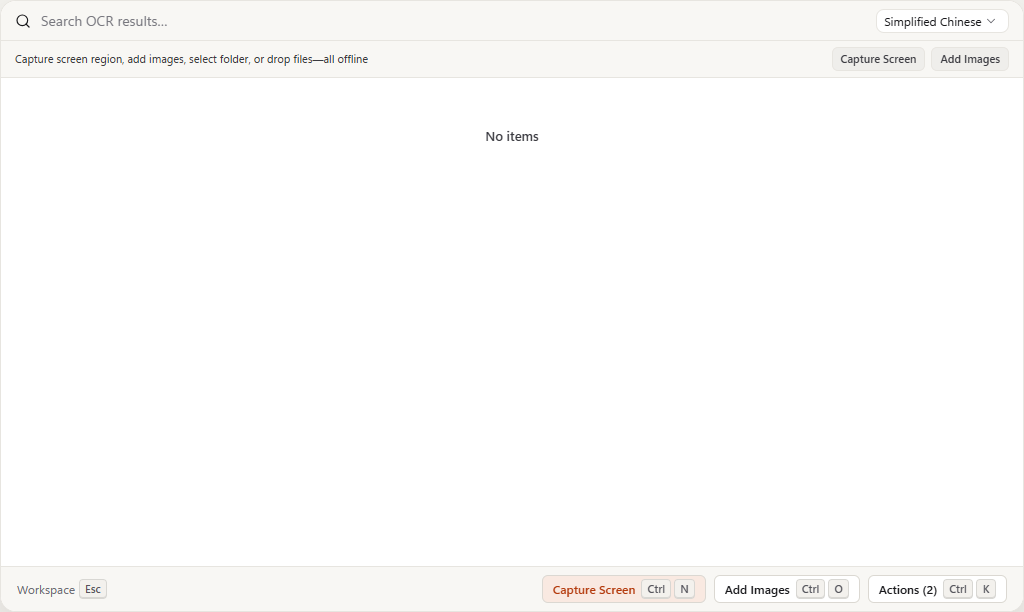 Search OCR results...
Simplified Chinese
Capture screen region, add images, select folder, or drop files—all offline
Capture Screen
Add Images
No items
Workspace Esc
Capture Screen Ctrl N
Add Images Ctrl O
Actions (2) Ctrl K